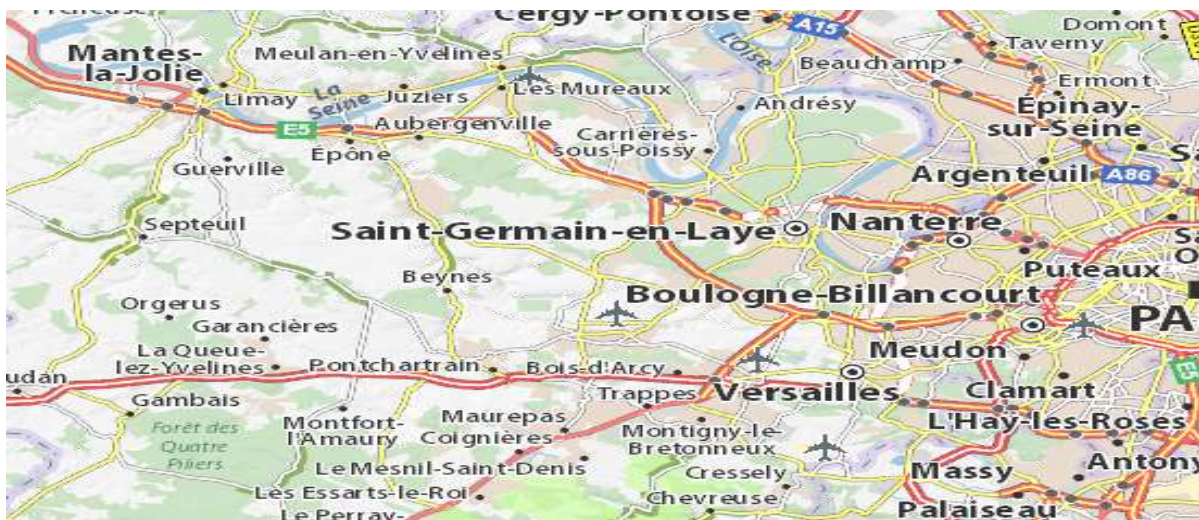 Cergy-Pontoise
A15
Domont
L'Oise
Taverny
Mantes-
la-Jolie
Meulan-en-Yvelines
Beauchamp
Ermont
Limay
La
Seine
Juziers
Les Mureaux
Andrésy
Épinay-
sur-Seine
E5
Aubergenville
Carrières-
sous-Poissy
Épône
Guerville
Argenteuil
A86
Septeuil
Saint-Germain-en-Laye
Nanterre
Beynes
Puteaux
Orgerus
Boulogne-Billancourt
PA
Garancières
La Queue-
lez-Yvelines
Pontchartrain
Bois-d'Arcy
Meudon
E5
udan
Gambais
Trappes
Versailles
Clamart
Forêt des
Quatre
Piliers
Montfort-
l'Amaury
Maurepas
Coignières
Montigny-le-
Bretonneux
L'Hay-les-Roses
Le Mesnil-Saint-Denis
Cressely
Massy
Antony
Les Essarts-le-Roi
Chevreuse
Palaiseau
Le Perray-